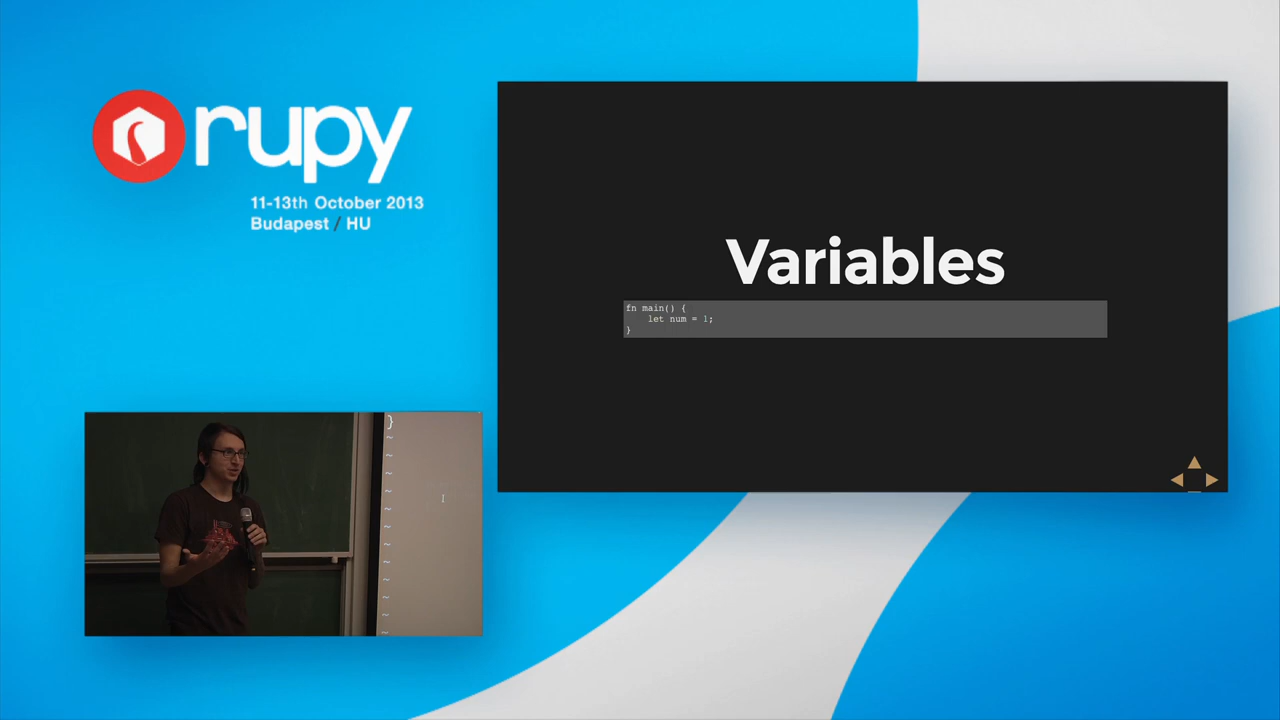 rupy
11-13th October 2013
Budapest / HU
Variables
fn main() {
    let num = 1;
}
}
~
~
~
~
~
~
~
~
~
~
~
~